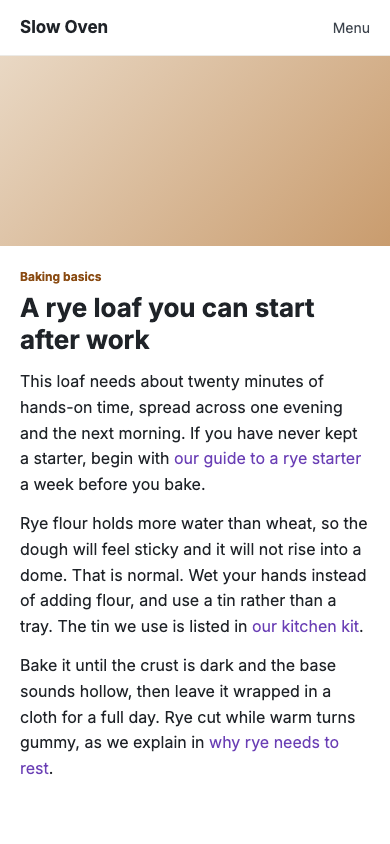 Slow Oven
Menu
Baking basics
A rye loaf you can start
after work
This loaf needs about twenty minutes of
hands-on time, spread across one evening
and the next morning. If you have never kept
a starter, begin with our guide to a rye starter
a week before you bake.
Rye flour holds more water than wheat, so the
dough will feel sticky and it will not rise into a
dome. That is normal. Wet your hands instead
of adding flour, and use a tin rather than a
tray. The tin we use is listed in our kitchen kit.
Bake it until the crust is dark and the base
sounds hollow, then leave it wrapped in a
cloth for a full day. Rye cut while warm turns
gummy, as we explain in why rye needs to
rest.